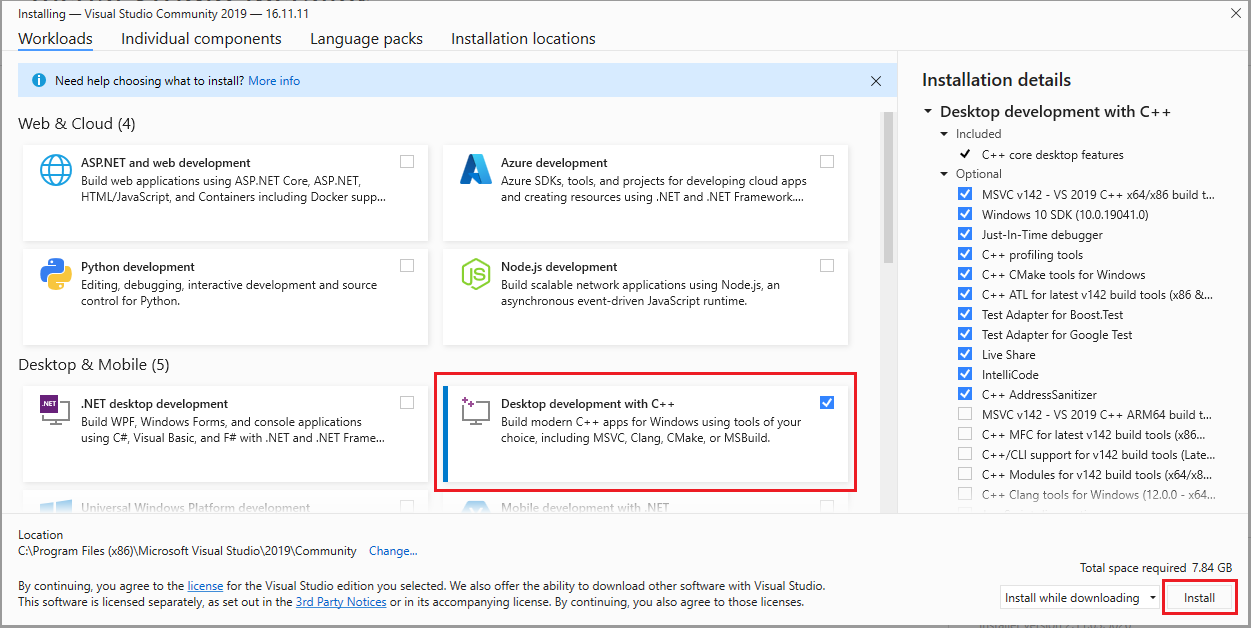 Installing — Visual Studio Community 2019 — 16.11.11
Workloads
Individual components
Language packs
Installation locations
Need help choosing what to install? More info
Web & Cloud (4)
ASP.NET and web development
Build web applications using ASP.NET Core, ASP.NET,
HTML/JavaScript, and Containers including Docker supp...
Azure development
Azure SDKs, tools, and projects for developing cloud apps
and creating resources using .NET and .NET Framework....
Python development
Editing, debugging, interactive development and source
control for Python.
Node.js development
Build scalable network applications using Node.js, an
asynchronous event-driven JavaScript runtime.
Desktop & Mobile (5)
.NET
.NET desktop development
Build WPF, Windows Forms, and console applications
using C#, Visual Basic, and F# with .NET and .NET Frame...
Desktop development with C++
Build modern C++ apps for Windows using tools of your
choice, including MSVC, Clang, CMake, or MSBuild.
Universal Windows Platform development
Mobile development with .NET
Installation details
Desktop development with C++
Included
C++ core desktop features
Optional
MSVC v142 - VS 2019 C++ x64/x86 build t...
Windows 10 SDK (10.0.19041.0)
Just-In-Time debugger
C++ profiling tools
C++ CMake tools for Windows
C++ ATL for latest v142 build tools (x86 &...
Test Adapter for Boost.Test
Test Adapter for Google Test
Live Share
IntelliCode
C++ AddressSanitizer
MSVC v142 - VS 2019 C++ ARM64 build t...
C++ MFC for latest v142 build tools (x86...
C++/CLI support for v142 build tools (Late...
C++ Modules for v142 build tools (x64/x8...
C++ Clang tools for Windows (12.0.0 - x64...
Location
C:\Program Files (x86)\Microsoft Visual Studio\2019\Community
Change...
By continuing, you agree to the license for the Visual Studio edition you selected. We also offer the ability to download other software with Visual Studio.
This software is licensed separately, as set out in the 3rd Party Notices or in its accompanying license. By continuing, you also agree to those licenses.
Total space required 7.84 GB
Install while downloading
Install